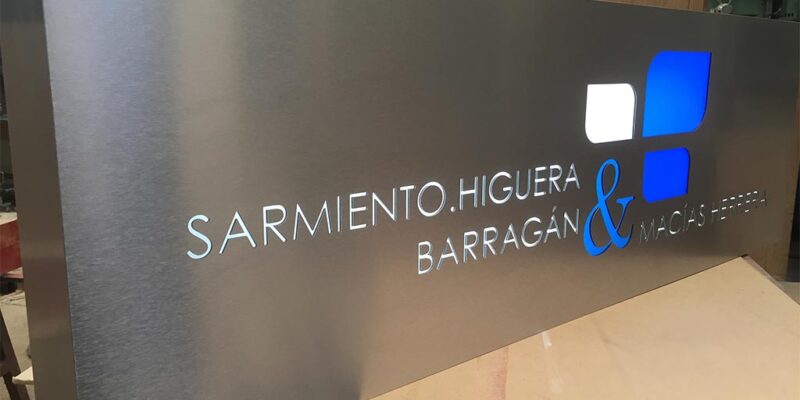 SARMIENTO.HIGUERA
BARRAGÁN & MACÍAS HERRERA